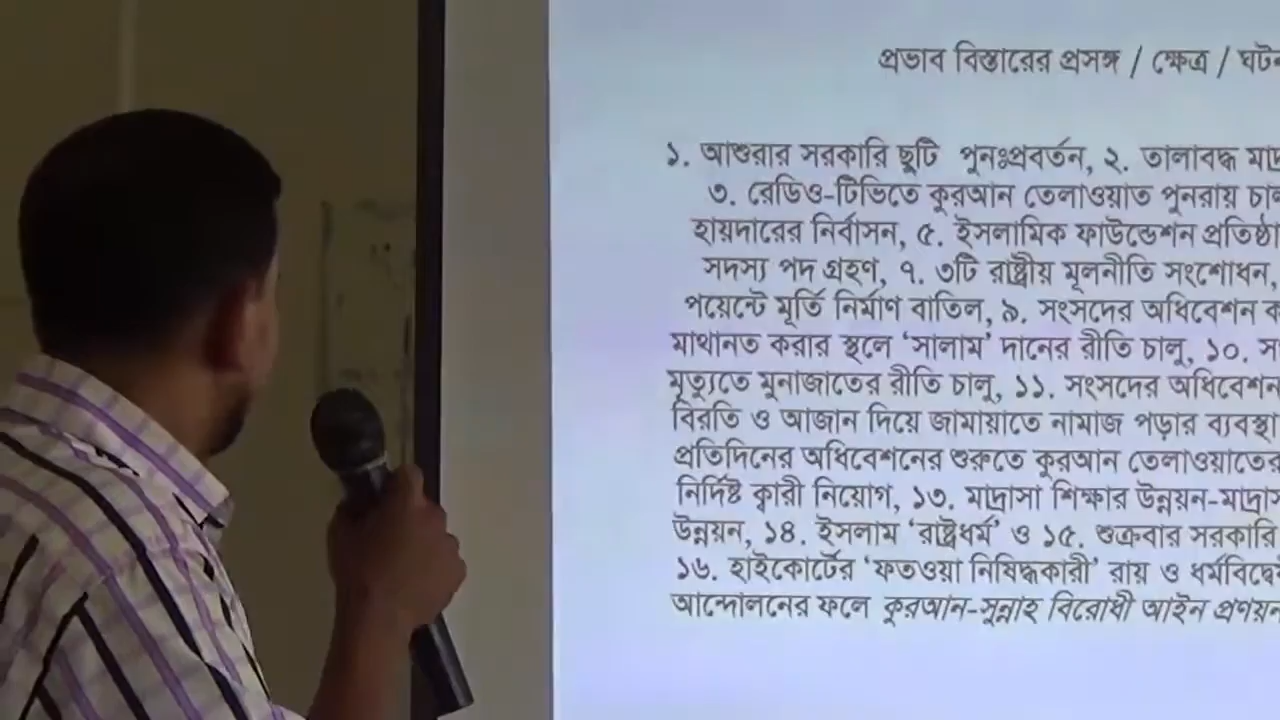 প্রভাব বিস্তারের প্রসঙ্গ / ক্ষেত্র /
১. আশুরার সরকারি ছুটি পুনঃপ্রবর্তন, ২. তালাবদ্ধ
৩. রেডিও-টিভিতে কুরআন তেলাওয়াত পুনরায়
হায়দারের নির্বাসন, ৫. ইসলামিক ফাউন্ডেশন প্রতিষ্ঠা
সদস্য পদ গ্রহণ, ৭. ৩টি রাষ্ট্রীয় মূলনীতি সংশোধন,
পয়েন্টে মূর্তি নির্মাণ বাতিল, ৯. সংসদের অধিবেশন
মাথানত করার স্থলে ‘সালাম’ দানের রীতি চালু, ১০.
মৃত্যুতে মুনাজাতের রীতি চালু, ১১. সংসদের অধিবেশন
বিরতি ও আজান দিয়ে জামায়াতে নামাজ পড়ার ব্যবস্থা
প্রতিদিনের অধিবেশনের শুরুতে কুরআন তেলাওয়াতের
নির্দিষ্ট ক্বারী নিয়োগ, ১৩. মাদ্রাসা শিক্ষার উন্নয়ন-
উন্নয়ন, ১৪. ইসলাম ‘রাষ্ট্রধর্ম’ ও ১৫. শুক্রবার সরকারি
১৬. হাইকোর্টের ‘ফতওয়া নিষিদ্ধকারী’ রায় ও
আন্দোলনের ফলে কুরআন-সুন্নাহ বিরোধী আইন প্রণয়ন